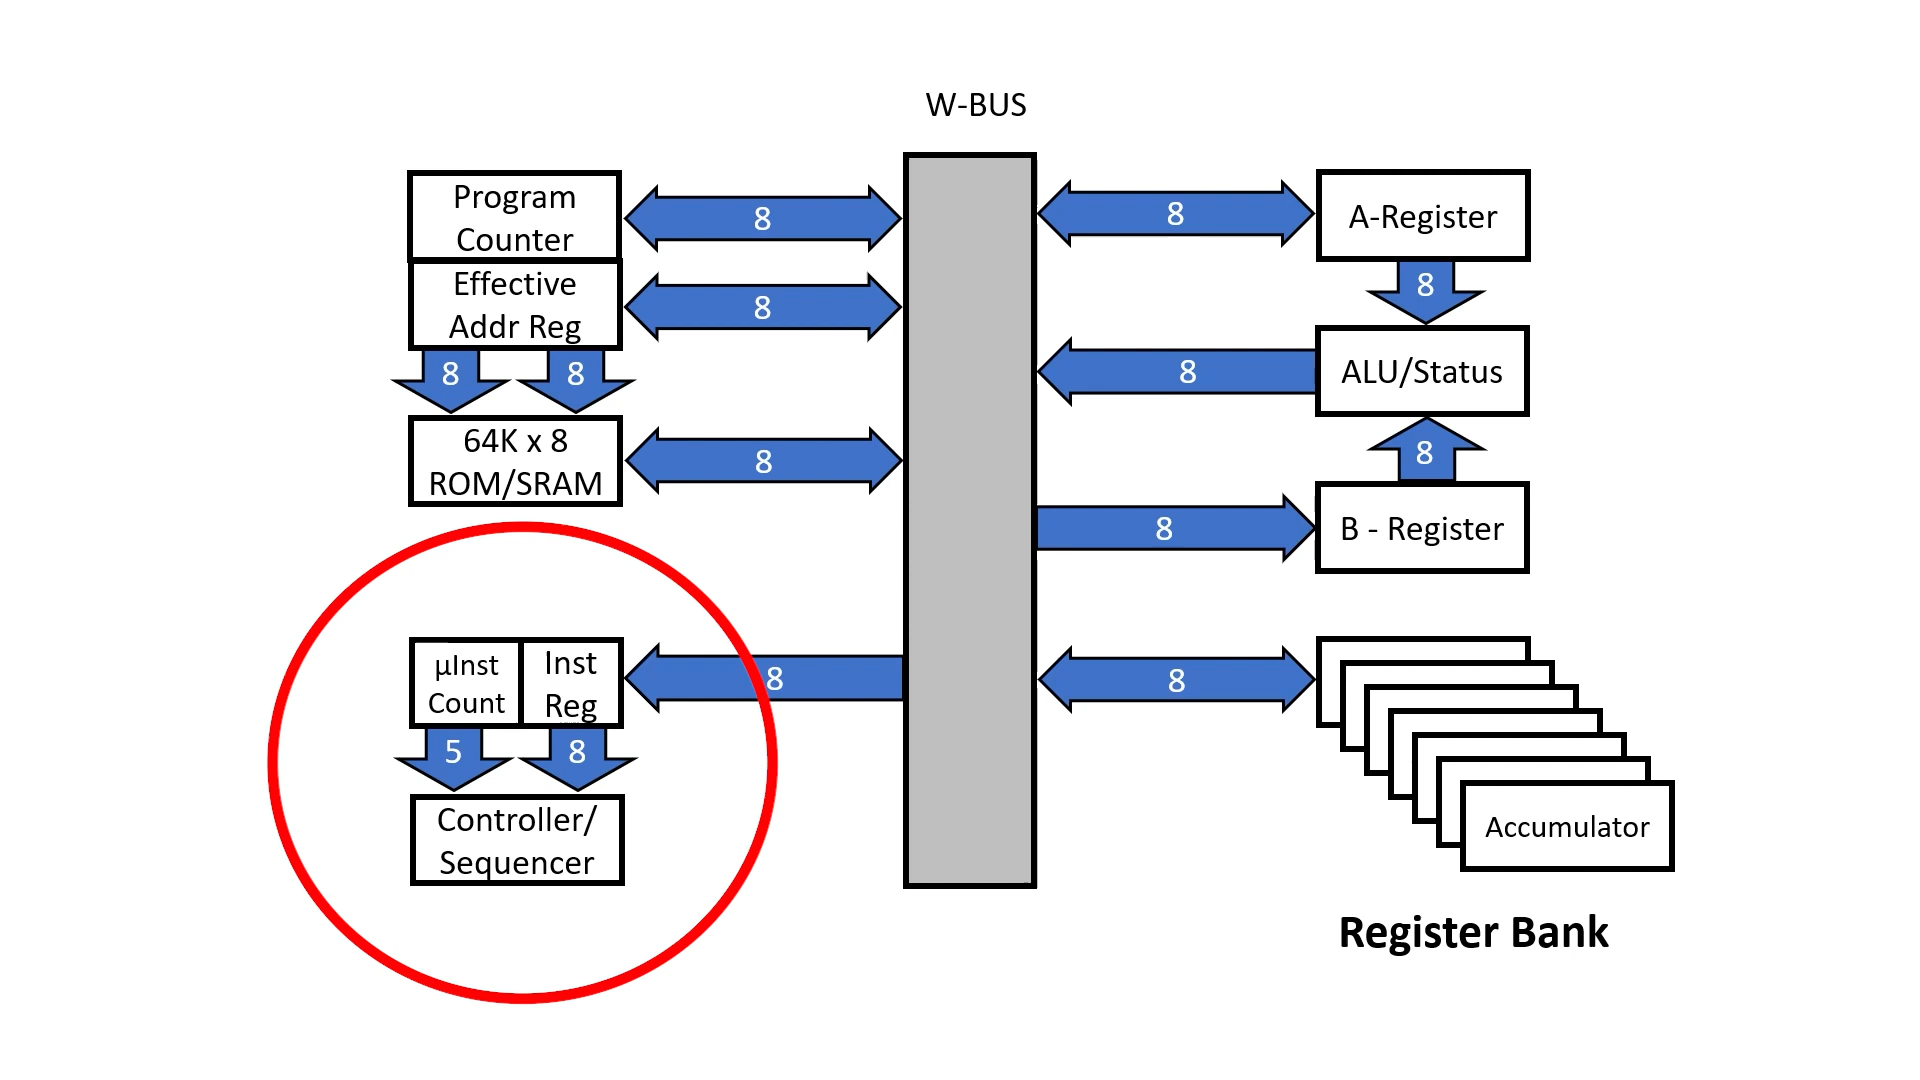 W-BUS
Program
Counter
8
Effective
Addr Reg
8
8
8
64K x 8
ROM/SRAM
8
µInst
Count
Inst
Reg
8
5
8
Controller/
Sequencer
8
A-Register
8
ALU/Status
8
8
B - Register
8
8
Accumulator
Register Bank